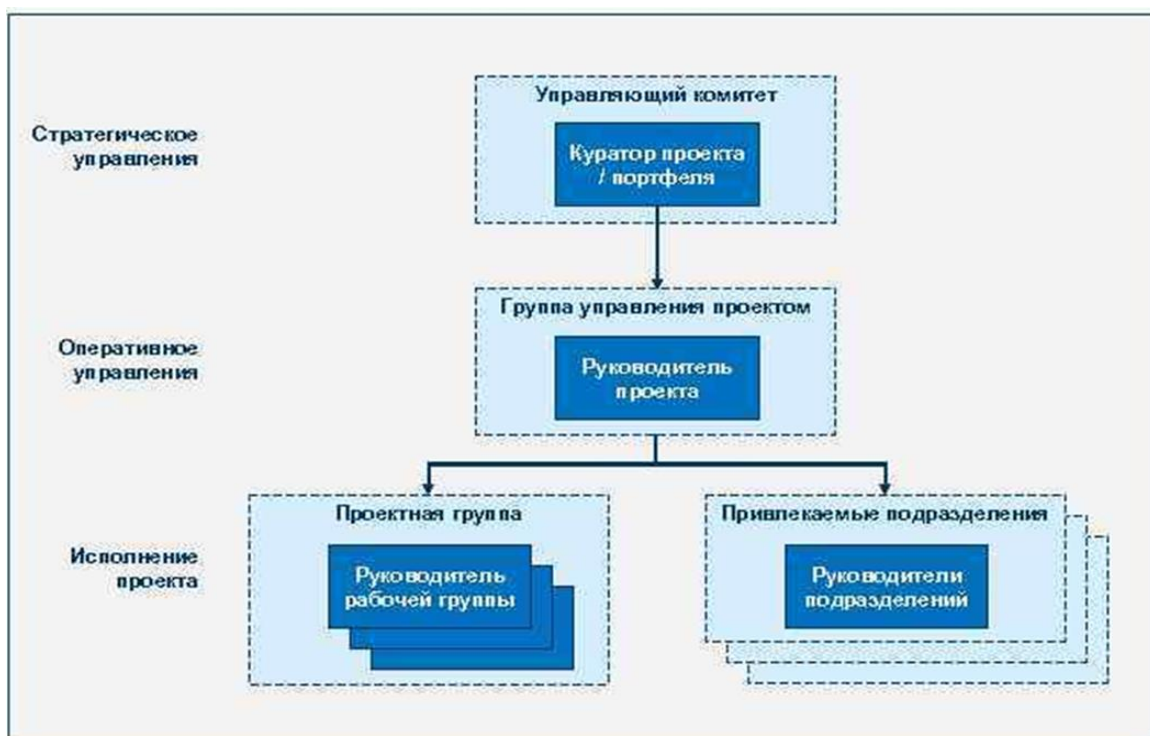 Управляющий комитет
Стратегическое
управления
Куратор проекта
/ портфеля
Группа управления проектом
Оперативное
управления
Руководитель
проекта
Проектная группа
Привлекаемые подразделения
Исполнение
проекта
Руководитель
рабочей группы
Руководители
подразделений